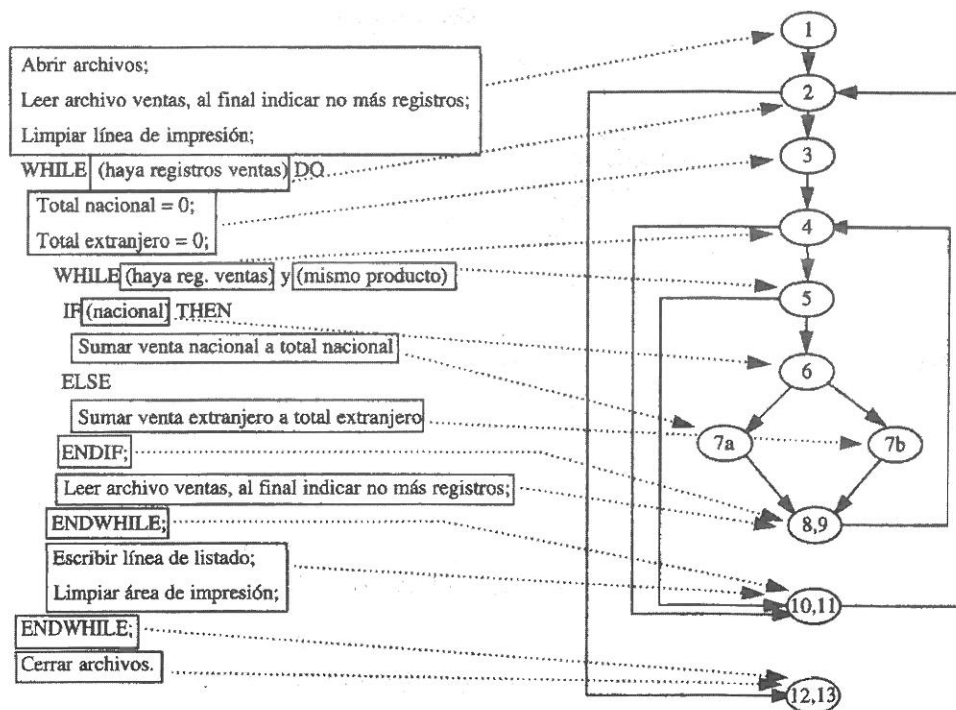 Abrir archivos;
Leer archivo ventas, al final indicar no más registros;
Limpiar línea de impresión;
WHILE (haya registros ventas) DO
Total nacional = 0;
Total extranjero = 0;
WHILE (haya reg. ventas) y (mismo producto)
IF (nacional) THEN
Sumar venta nacional a total nacional
ELSE
Sumar venta extranjero a total extranjero
ENDIF;
Leer archivo ventas, al final indicar no más registros;
ENDWHILE;
Escribir línea de listado;
Limpiar área de impresión;
ENDWHILE;
Cerrar archivos.
1
2
3
4
5
6
7a
7b
8,9
10,11
12,13